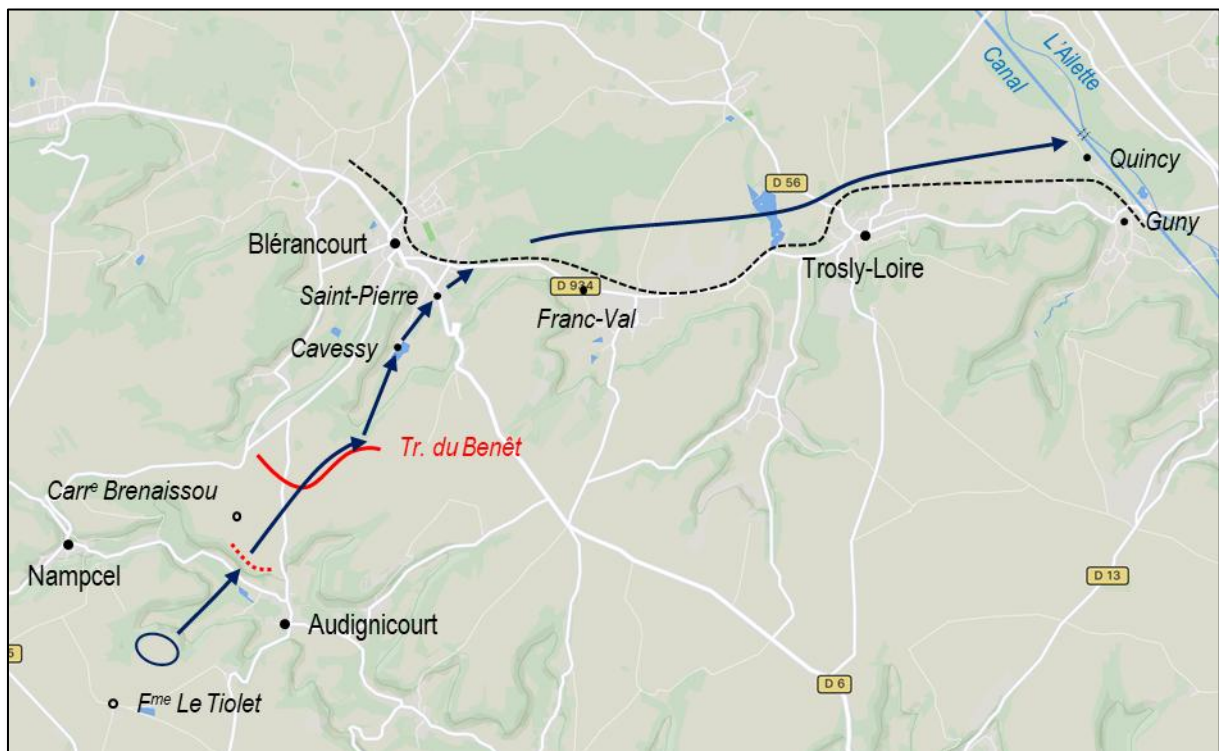 L'Ailette
Canal
Quincy
D 56
Guny
Blérancourt
Trosly-Loire
Saint-Pierre
D 934
Franc-Val
Cavessy
Tr. du Benêt
Carrᵉ Brenaissou
Nampcel
D 13
Audignicourt
5
D 6
Fᵐᵉ Le Tiolet